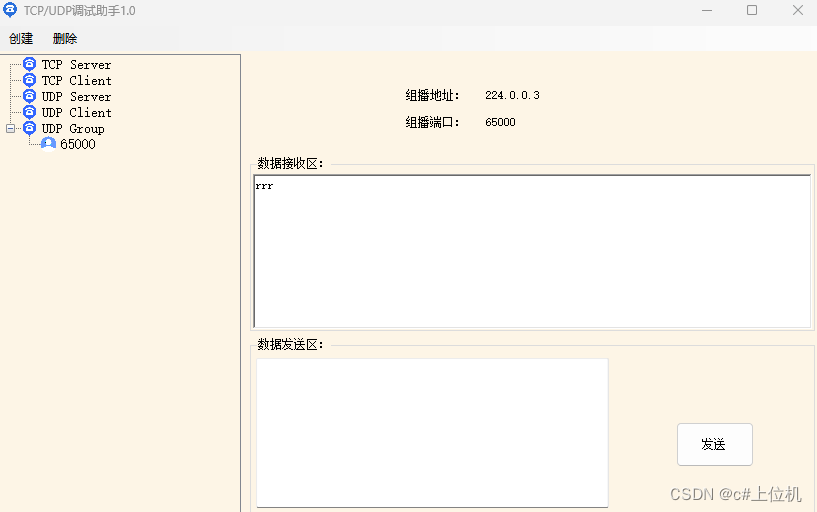 TCP/UDP调试助手1.0
创建 删除
TCP Server
TCP Client
UDP Server
UDP Client
UDP Group
65000
组播地址: 224.0.0.3
组播端口: 65000
数据接收区:
rrr
数据发送区:
发送
CSDN @c#上位机